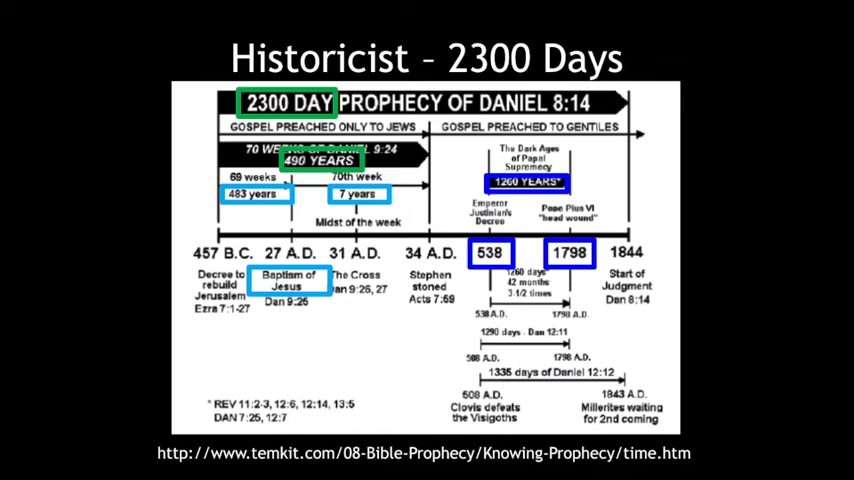 Historicist – 2300 Days
2300 DAY PROPHECY OF DANIEL 8:14
GOSPEL PREACHED ONLY TO JEWS
GOSPEL PREACHED TO GENTILES
70 WEEKS OF DANIEL 9:24
490 YEARS
69 weeks
483 years
70th week
7 years
Midst of the week
The Dark Ages
of Papal
Supremecy
1260 YEARS*
Emperor
Justinian's
Decree
Pope Pius VI
"head wound"
457 B.C. 27 A.D. 31 A.D. 34 A.D. 538 1798 1844
Decree to
rebuild
Jerusalem
Ezra 7:1-27
Baptism of
Jesus
Dan 9:25
The Cross
Dan 9:26, 27
Stephen
stoned
Acts 7:59
Start of
Judgment
Dan 8:14
1260 days
42 months
3.1/2 times
538 A.D. 1798 A.D.
1290 days - Dan 12:11
508 A.D. 1798 A.D.
1335 days of Daniel 12:12
508 A.D.
Clovis defeats
the Visigoths
1843 A.D.
Millerites waiting
for 2nd coming
* REV 11:2-3, 12:6, 12:14, 13:5
DAN 7:25, 12:7
http://www.temkit.com/08-Bible-Prophecy/Knowing-Prophecy/time.htm